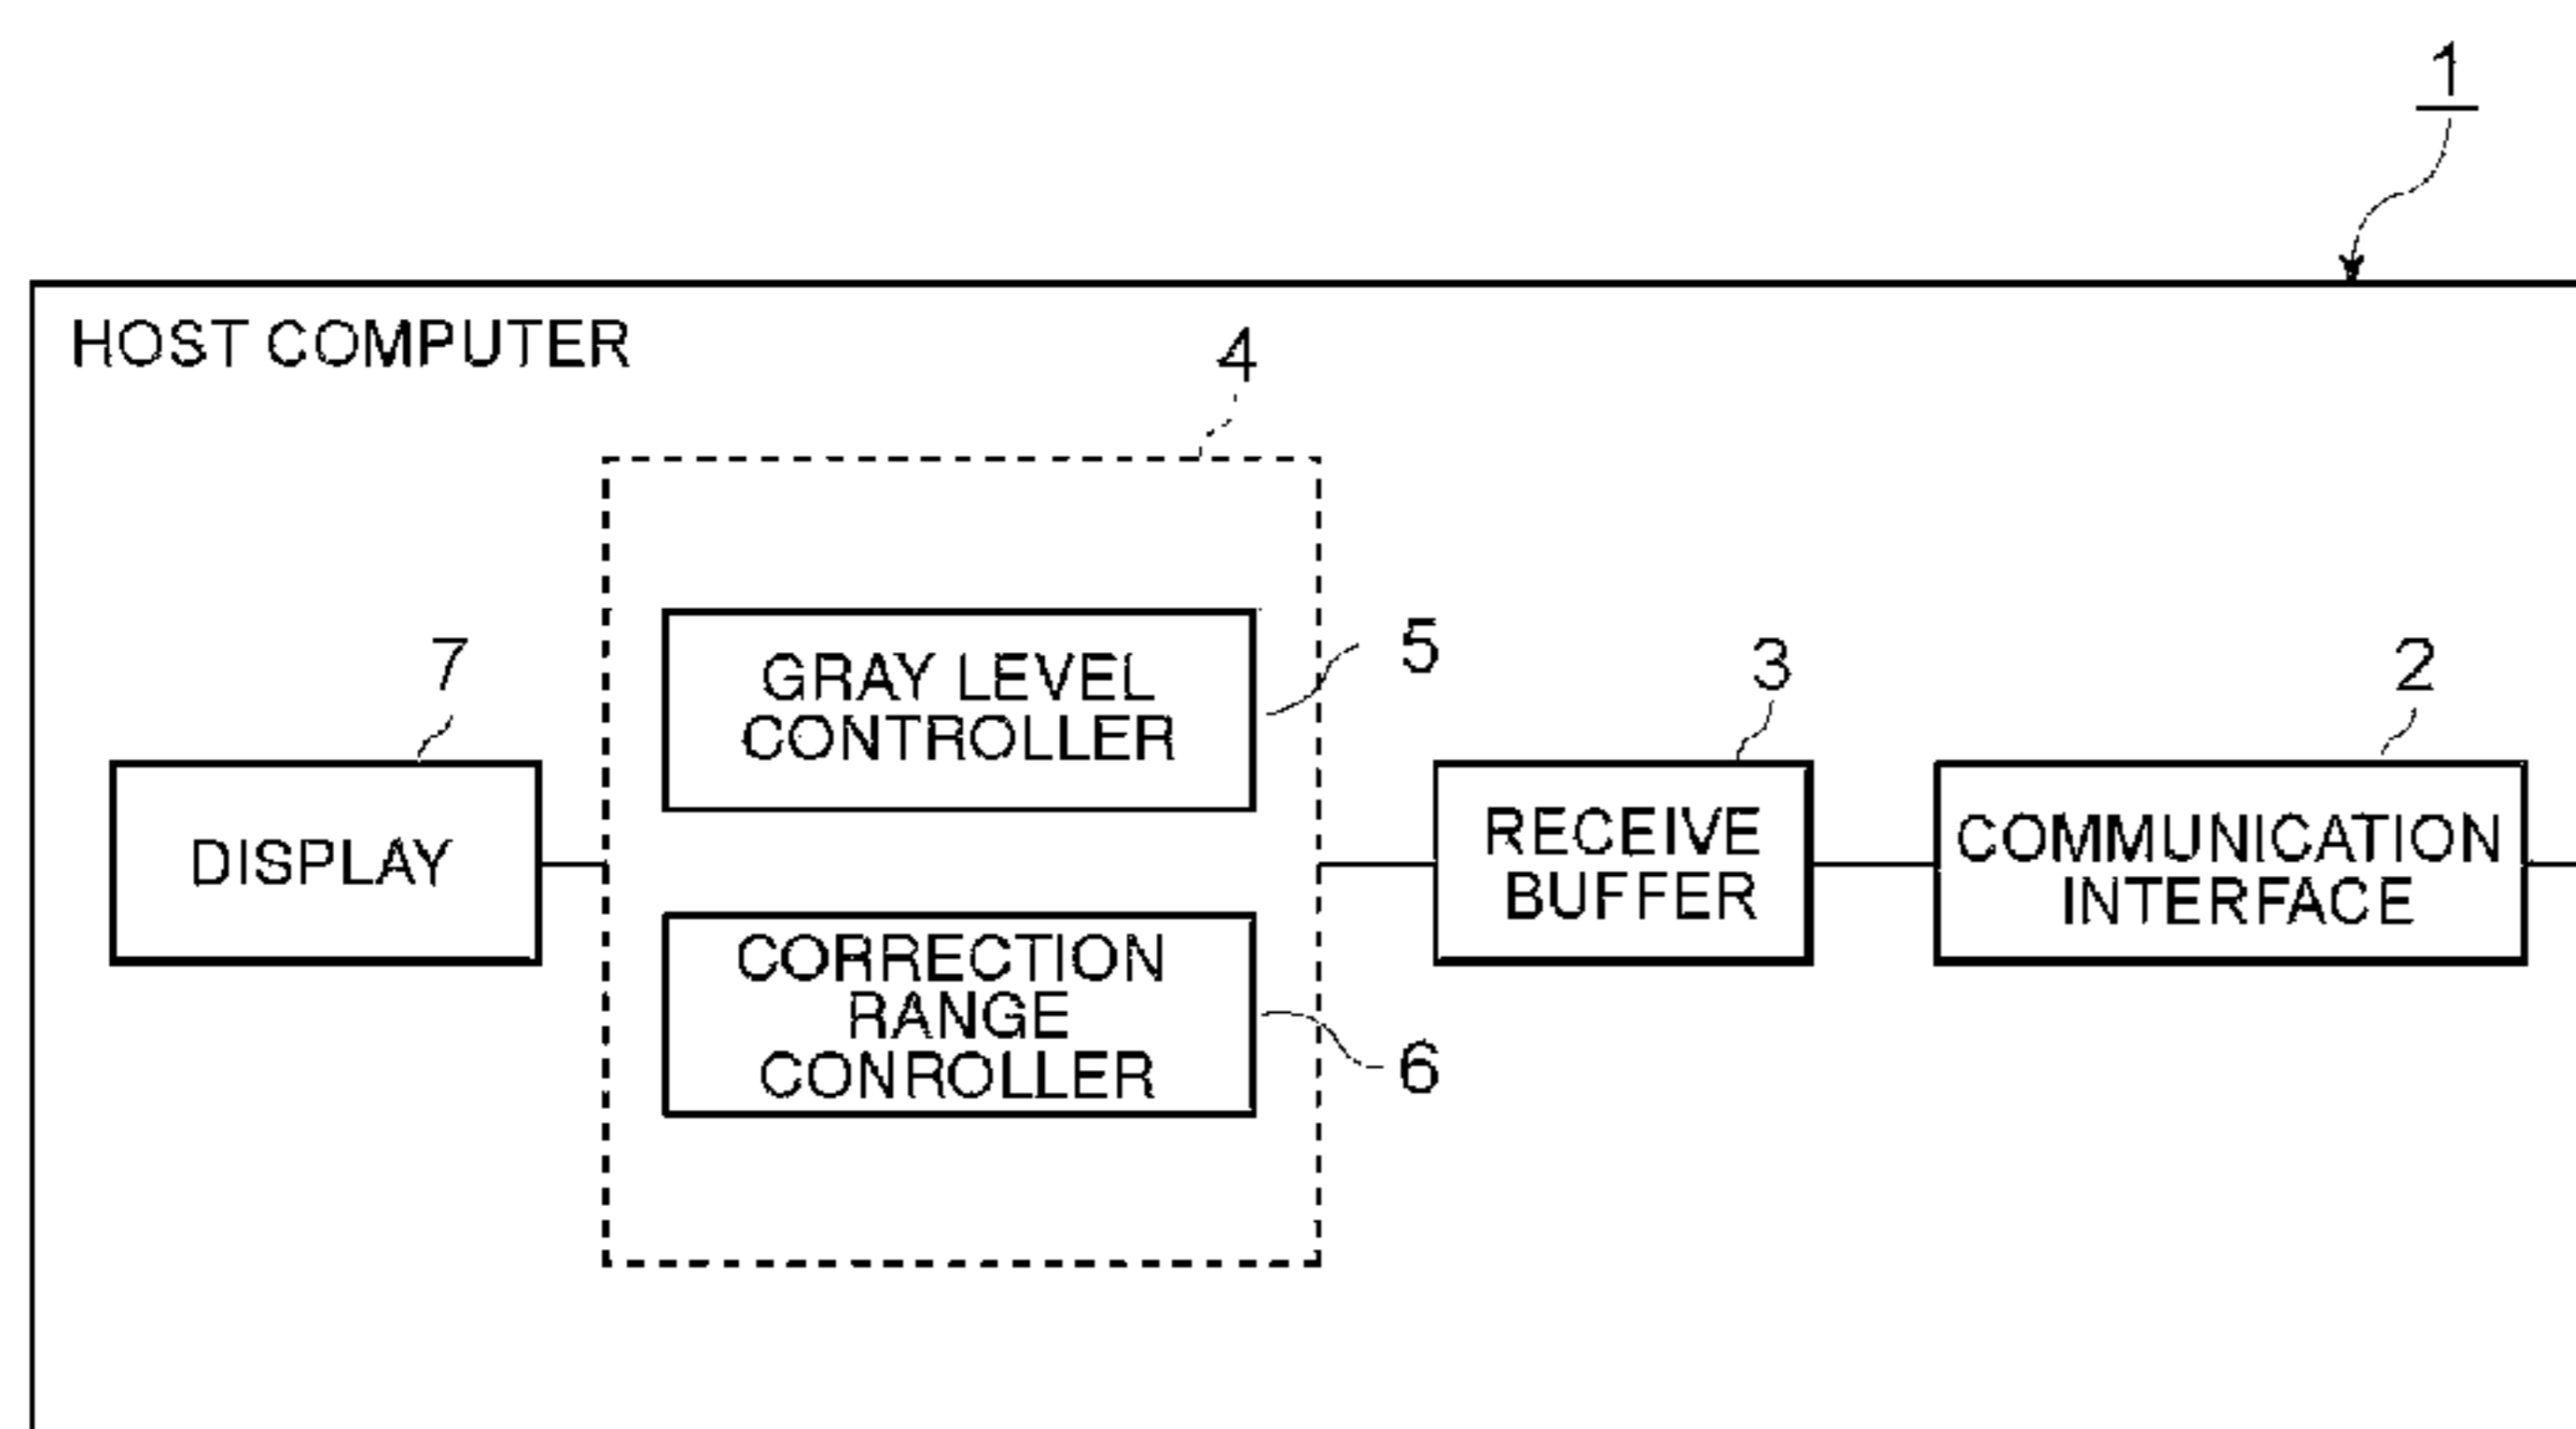 1
HOST COMPUTER
4
7
GRAY LEVEL
CONTROLLER
5
3
2
DISPLAY
RECEIVE
BUFFER
COMMUNICATION
INTERFACE
CORRECTION
RANGE
CONROLLER
6